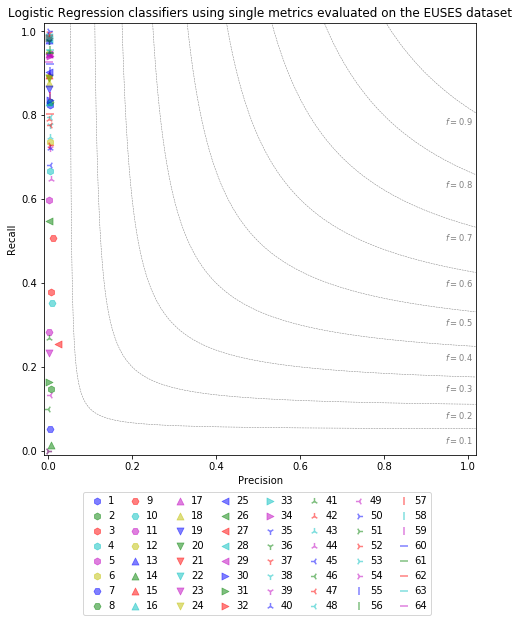 Logistic Regression classifiers using single metrics evaluated on the EUSES dataset
1.0
0.8
0.6
0.4
0.2
0.0
Recall
f = 0.9
f = 0.8
f = 0.7
f = 0.6
f = 0.5
f = 0.4
f = 0.3
f = 0.2
f = 0.1
0.0 0.2 0.4 0.6 0.8 1.0
Precision
1 9 17 25 33 41 49 57
2 10 18 26 34 42 50 58
3 11 19 27 35 43 51 59
4 12 20 28 36 44 52 60
5 13 21 29 37 45 53 61
6 14 22 30 38 46 54 62
7 15 23 31 39 47 55 63
8 16 24 32 40 48 56 64